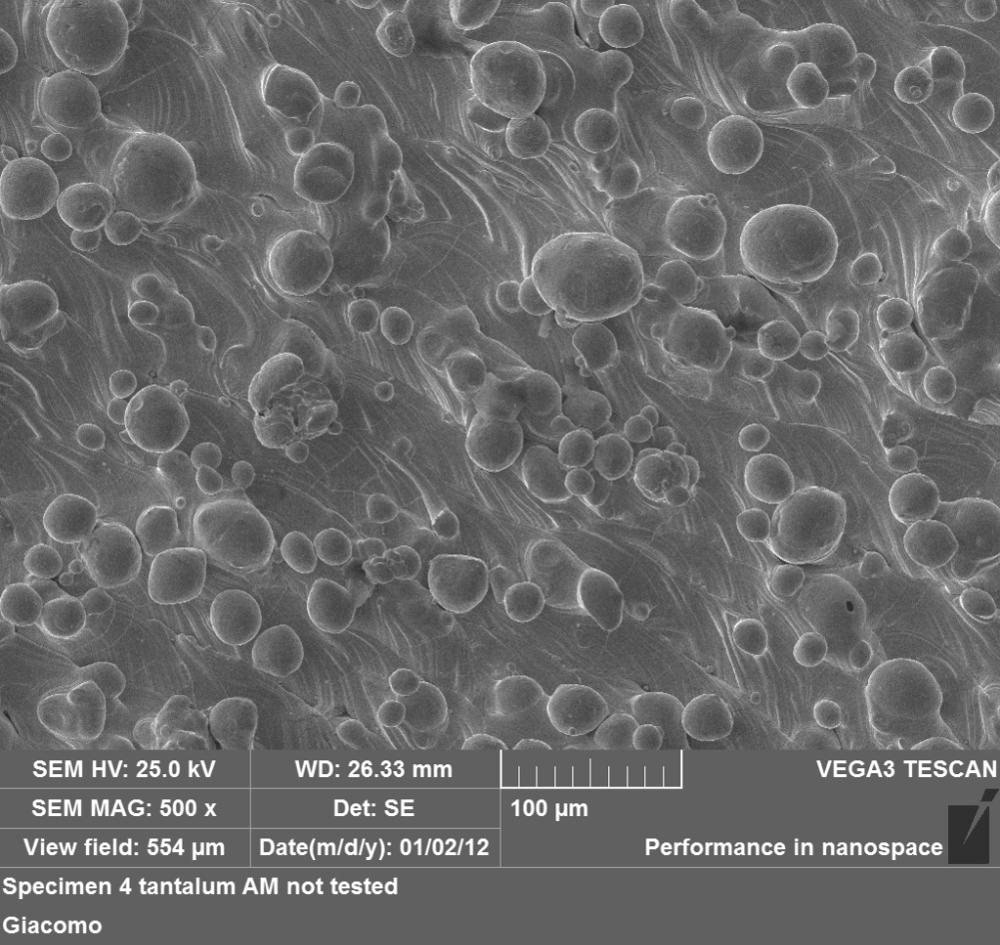 SEM HV: 25.0 kV WD: 26.33 mm VEGA3 TESCAN
SEM MAG: 500 x Det: SE 100 µm
View field: 554 µm Date(m/d/y): 01/02/12 Performance in nanospace
Specimen 4 tantalum AM not tested
Giacomo